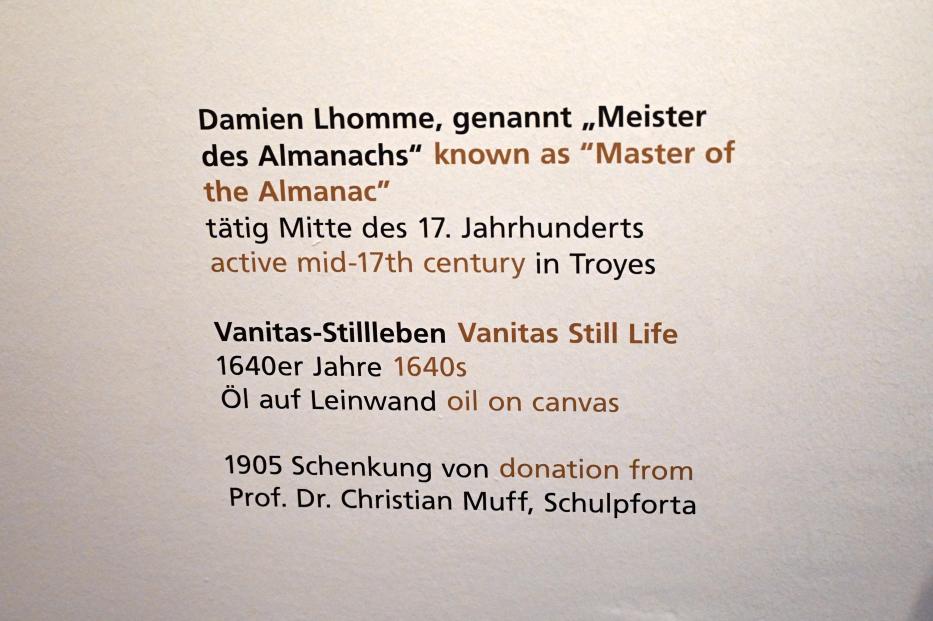 Damien Lhomme, genannt „Meister
des Almanachs“ known as “Master of
the Almanac”
tätig Mitte des 17. Jahrhunderts
active mid-17th century in Troyes
Vanitas-Stillleben Vanitas Still Life
1640er Jahre 1640s
Öl auf Leinwand oil on canvas
1905 Schenkung von donation from
Prof. Dr. Christian Muff, Schulpforta